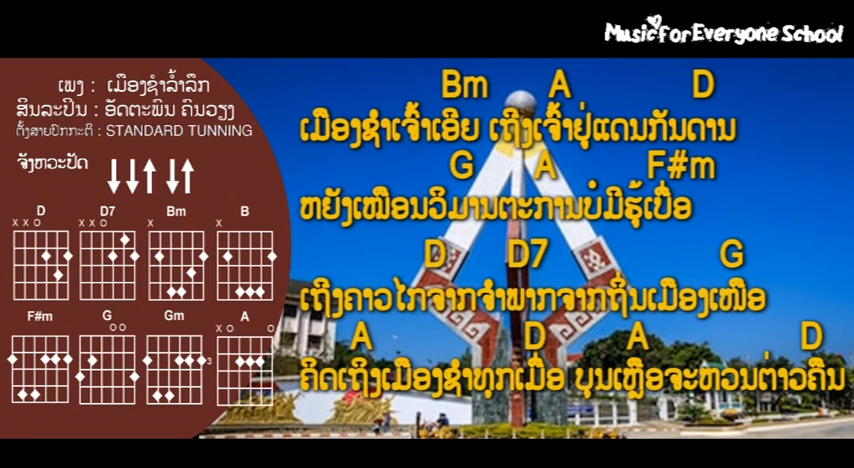 Music for Everyone School
ເພງ : ເມືອງຊຳລ້ຳລຶກ
ສິນລະປິນ : ອັດຕະພົນ ຄົນວຽງ
ຕັ້ງສາຍປົກກະຕິ : STANDARD TUNNING
ຈັງຫວະປັດ
D D7 Bm B
F#m G Gm A
3
Bm A D
ເມືອງຊຳເຈົ້າເອີຍ ເຖິງເຈົ້າຢູ່ແດນກັນດານ
G A F#m
ຫຍັງເໝືອນວິມານຕະການບໍ່ມີຮູ້ເບື່ອ
D D7 G
ເຖິງຄາວໄກຈາກຈຳພາກຈາກຖິ່ນເມືອງເໜືອ
A D A D
ຄິດເຖິງເມືອງຊຳທຸກເມື່ອ ບຸນເຫຼືອຈະຫວນຕ່າວຄືນ